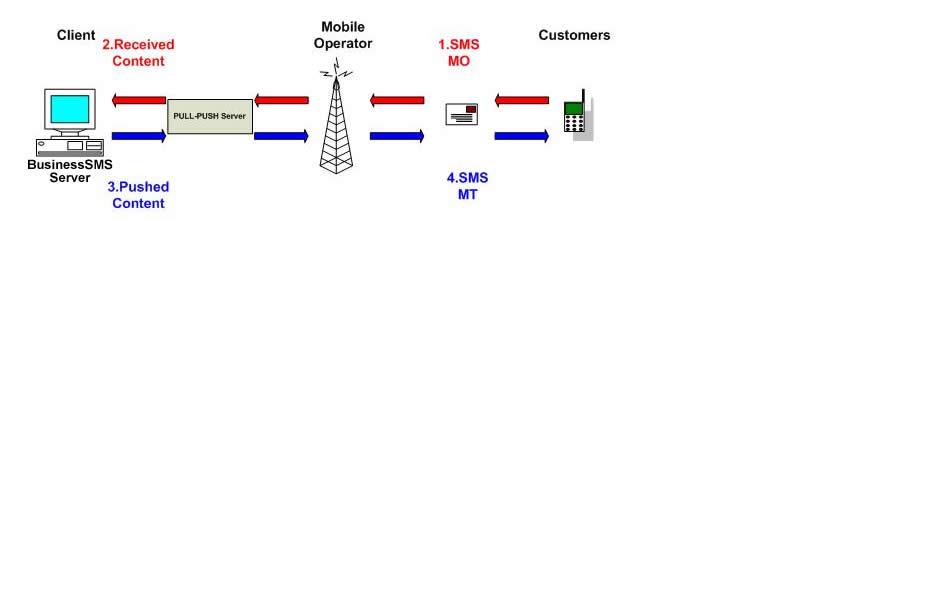 Client
2.Received
Content
Mobile
Operator
1.SMS
MO
Customers
PULL-PUSH Server
BusinessSMS
Server
3.Pushed
Content
4.SMS
MT